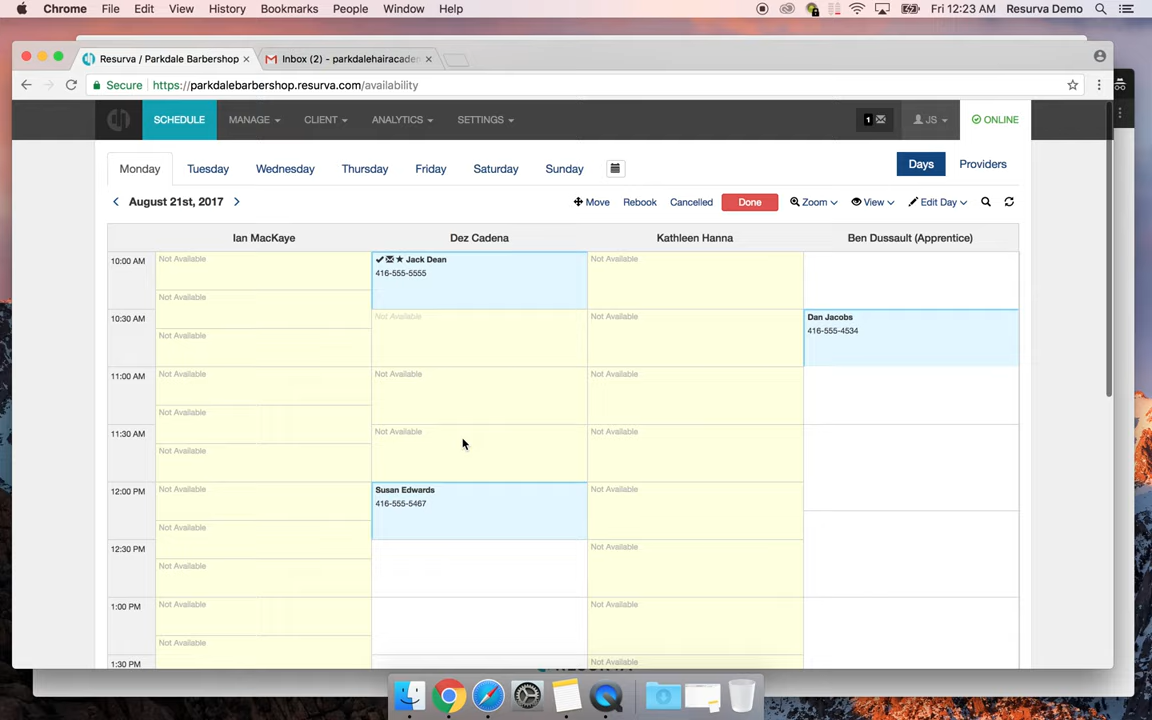 Chrome File Edit View History Bookmarks People Window Help Fri 12:23 AM Resurva Demo
Resurva / Parkdale Barbershop Inbox (2) - parkdalehairacadem
Secure https://parkdalebarbershop.resurva.com/availability
SCHEDULE MANAGE CLIENT ANALYTICS SETTINGS 1 JS ONLINE
Monday Tuesday Wednesday Thursday Friday Saturday Sunday Days Providers
August 21st, 2017 Move Rebook Cancelled Done Zoom View Edit Day
Ian MacKaye Dez Cadena Kathleen Hanna Ben Dussault (Apprentice)
10:00 AM Not Available Jack Dean Not Available
416-555-5555
Not Available
10:30 AM Not Available Not Available Dan Jacobs
416-555-4534
Not Available
11:00 AM Not Available Not Available Not Available
Not Available
11:30 AM Not Available Not Available
Not Available
12:00 PM Not Available Susan Edwards Not Available
416-555-5467
Not Available
12:30 PM Not Available
Not Available
1:00 PM Not Available Not Available
Not Available
1:30 PM Not Available